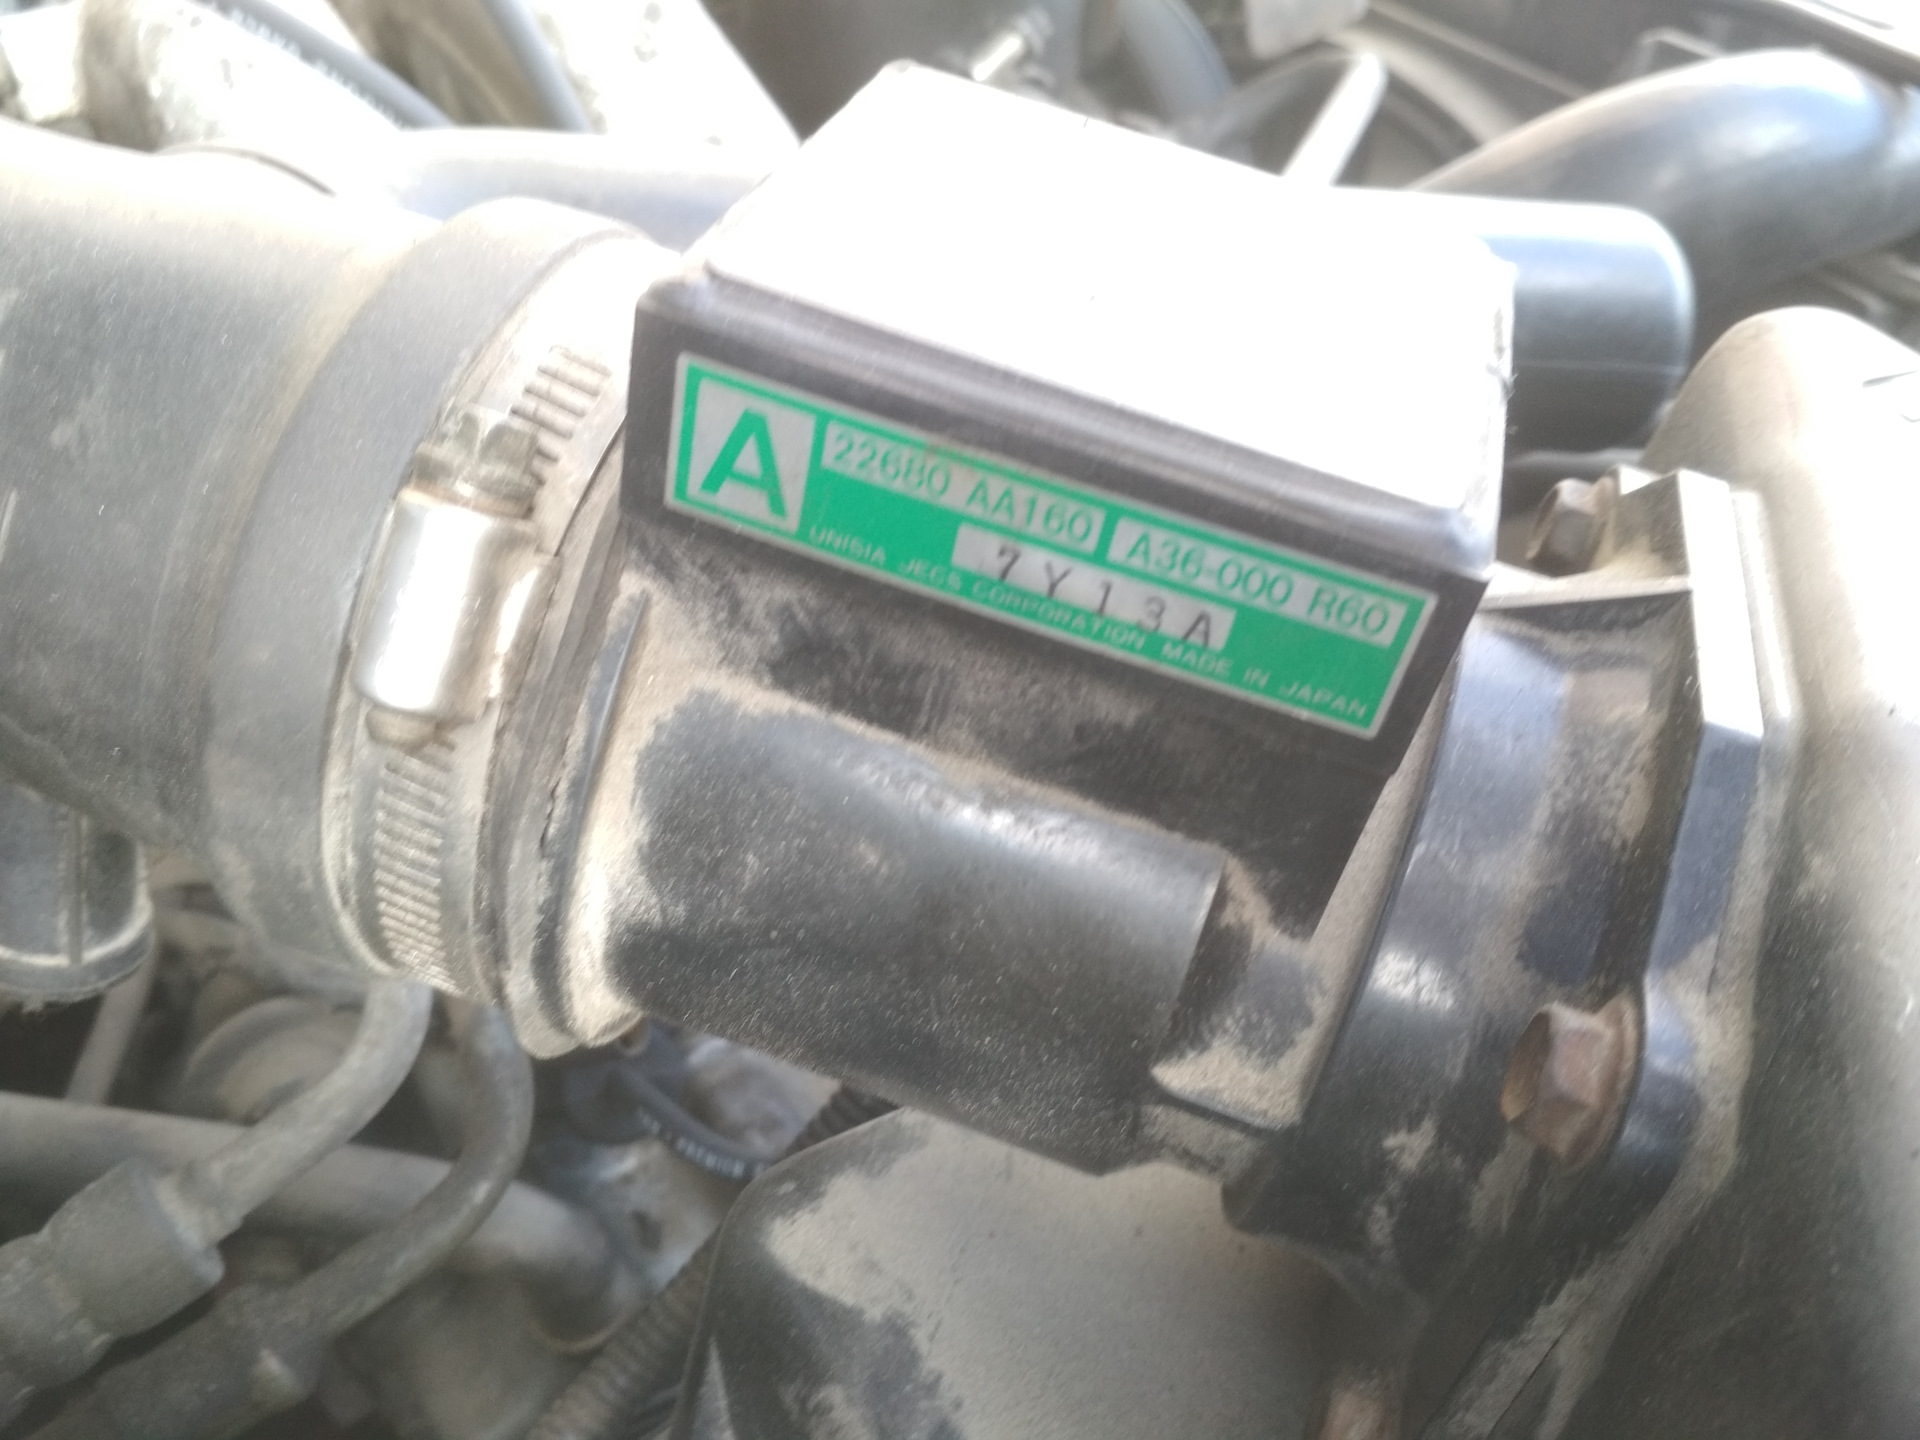 A
22680 AA160 A36-000 R60
7Y13A
UNISIA JECS CORPORATION MADE IN JAPAN